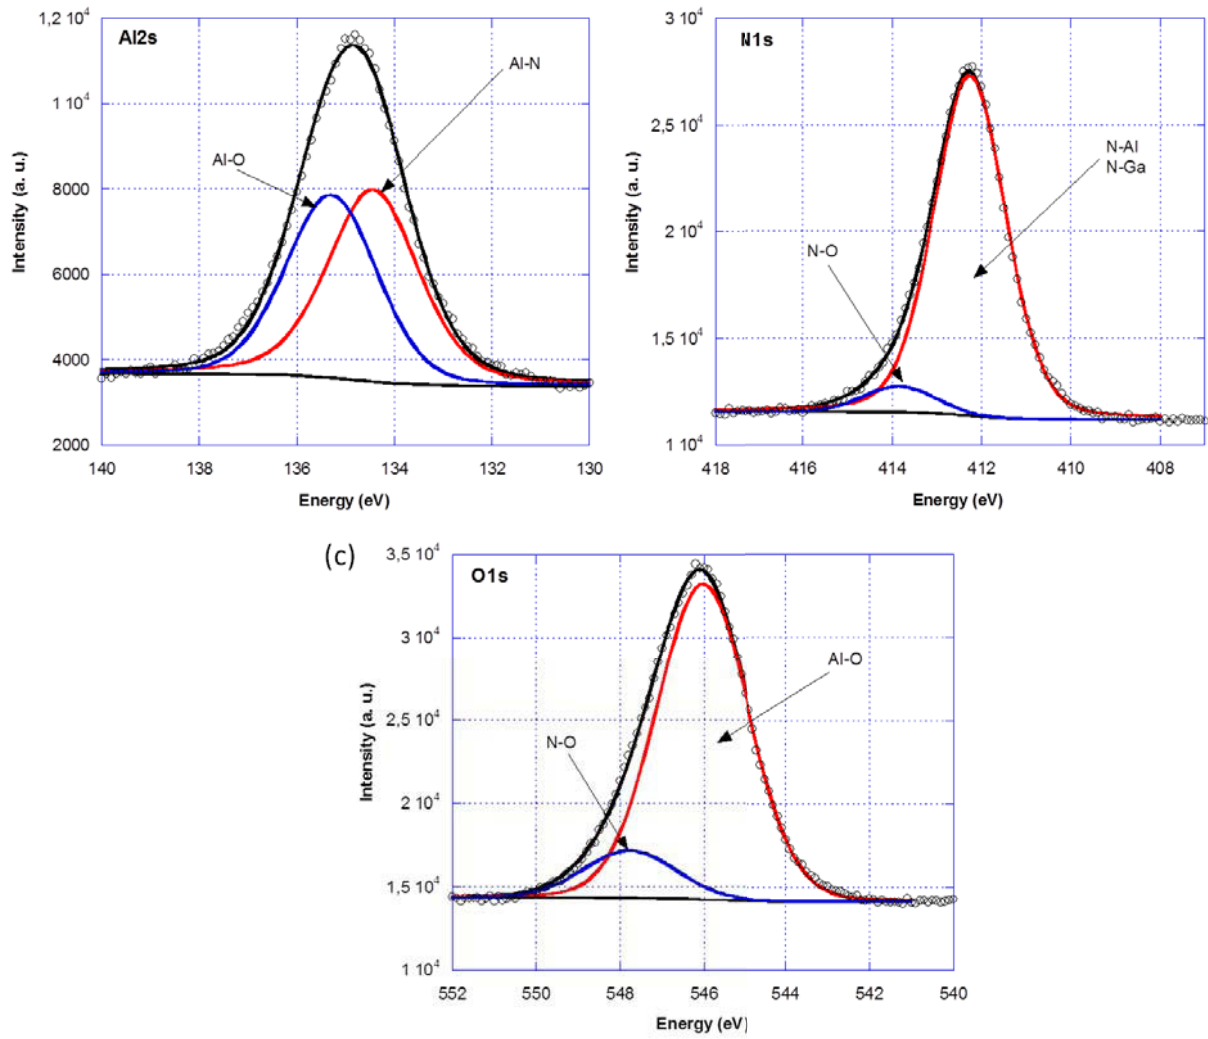 Al2s
1,2 10⁴
1 10⁴
8000
6000
4000
2000
Intensity (a. u.)
Al-N
Al-O
140 138 136 134 132 130
Energy (eV)
N1s
3 10⁴
2,5 10⁴
2 10⁴
1,5 10⁴
1 10⁴
Intensity (a. u.)
N-Al
N-Ga
N-O
418 416 414 412 410 408
Energy (eV)
(c)
O1s
3,5 10⁴
3 10⁴
2,5 10⁴
2 10⁴
1,5 10⁴
1 10⁴
Intensity (a. u.)
Al-O
N-O
552 550 548 546 544 542 540
Energy (eV)